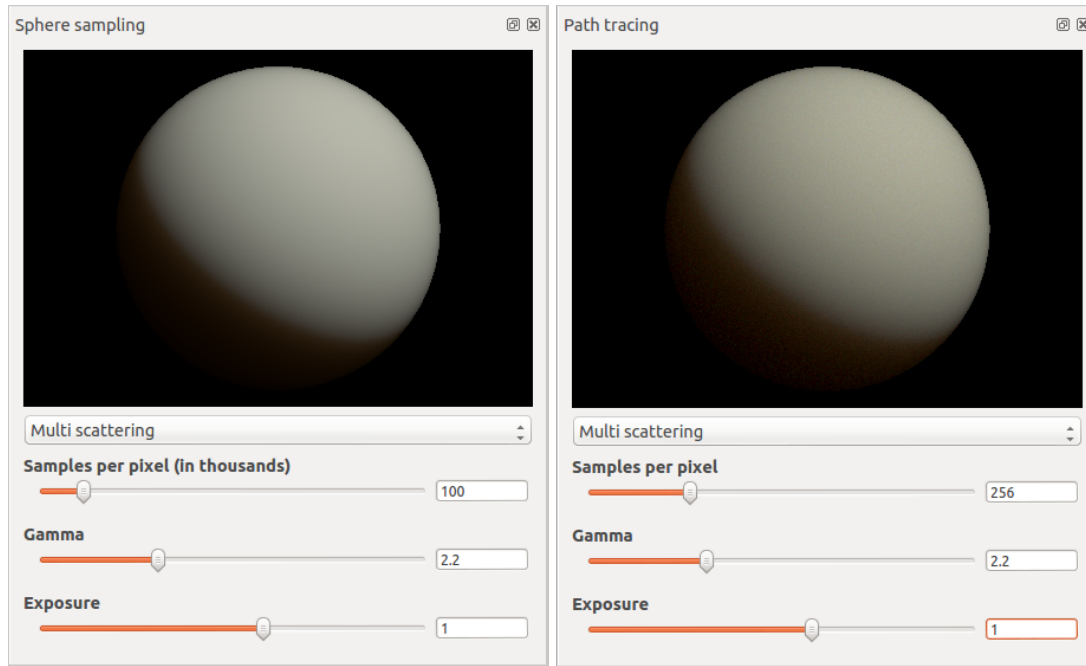 Sphere sampling
Multi scattering
Samples per pixel (in thousands)
100
Gamma
2.2
Exposure
1
Path tracing
Multi scattering
Samples per pixel
256
Gamma
2.2
Exposure
1